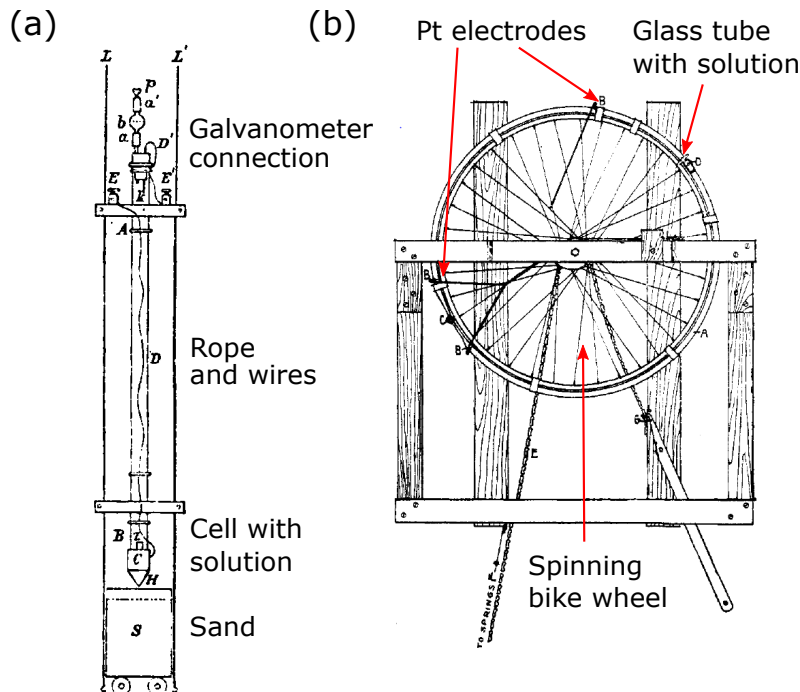 (a)
L
L'
p
a'
b
a
D'
Galvanometer
connection
E
E'
F
A
D
Rope
and wires
B
C
H
Cell with
solution
S
Sand
(b)
Pt electrodes
Glass tube
with solution
B
D
B
C
B
A
E
Spinning
bike wheel
TO SPRINGS F